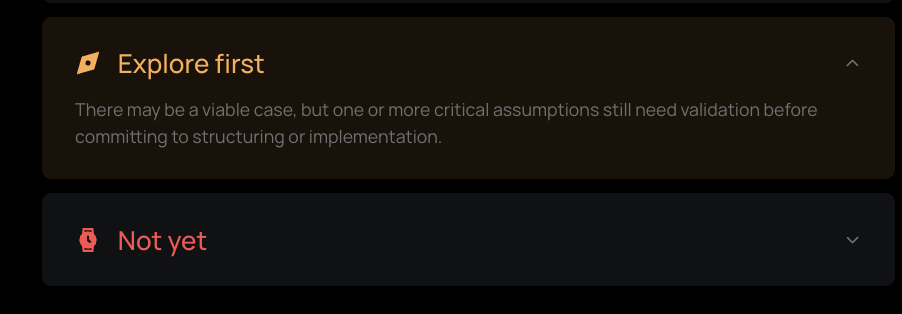 Explore first
There may be a viable case, but one or more critical assumptions still need validation before
committing to structuring or implementation.
Not yet